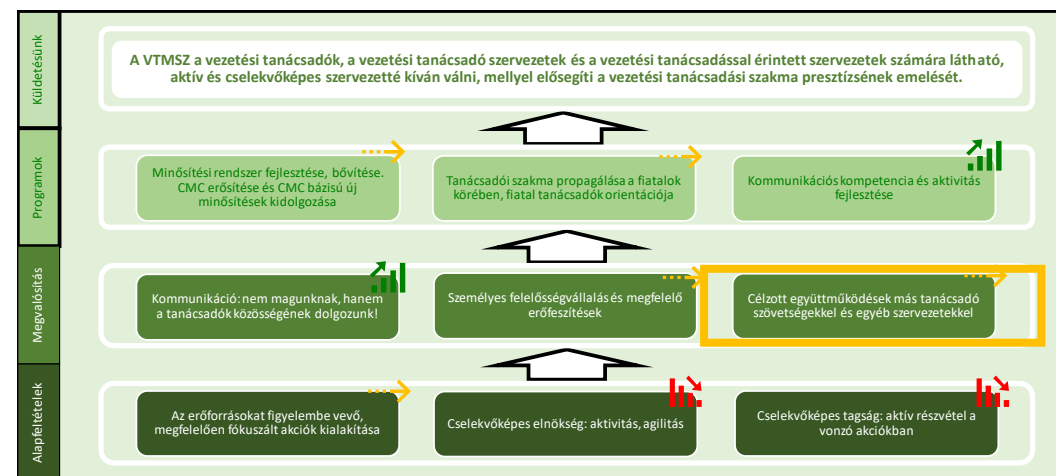 Küldetésünk
A VTMSZ a vezetési tanácsadók, a vezetési tanácsadó szervezetek és a vezetési tanácsadással érintett szervezetek számára látható,
aktív és cselekvőképes szervezetté kíván válni, mellyel elősegíti a vezetési tanácsadási szakma presztízsének emelését.
Programok
Minősítési rendszer fejlesztése, bővítése.
CMC erősítése és CMC bázisú új
minősítések kidolgozása
Tanácsadói szakma propagálása a fiatalok
körében, fiatal tanácsadók orientációja
Kommunikációs kompetencia és aktivitás
fejlesztése
Megvalósítás
Kommunikáció: nem magunknak, hanem
a tanácsadók közösségének dolgozunk!
Személyes felelősségvállalás és megfelelő
erőfeszítések
Célzott együttműködések más tanácsadó
szövetségekkel és egyéb szervezetekkel
Alapfeltételek
Az erőforrásokat figyelembe vevő,
megfelelően fókuszált akciók kialakítása
Cselekvőképes elnökség: aktivitás, agilitás
Cselekvőképes tagság: aktív részvétel a
vonzó akciókban